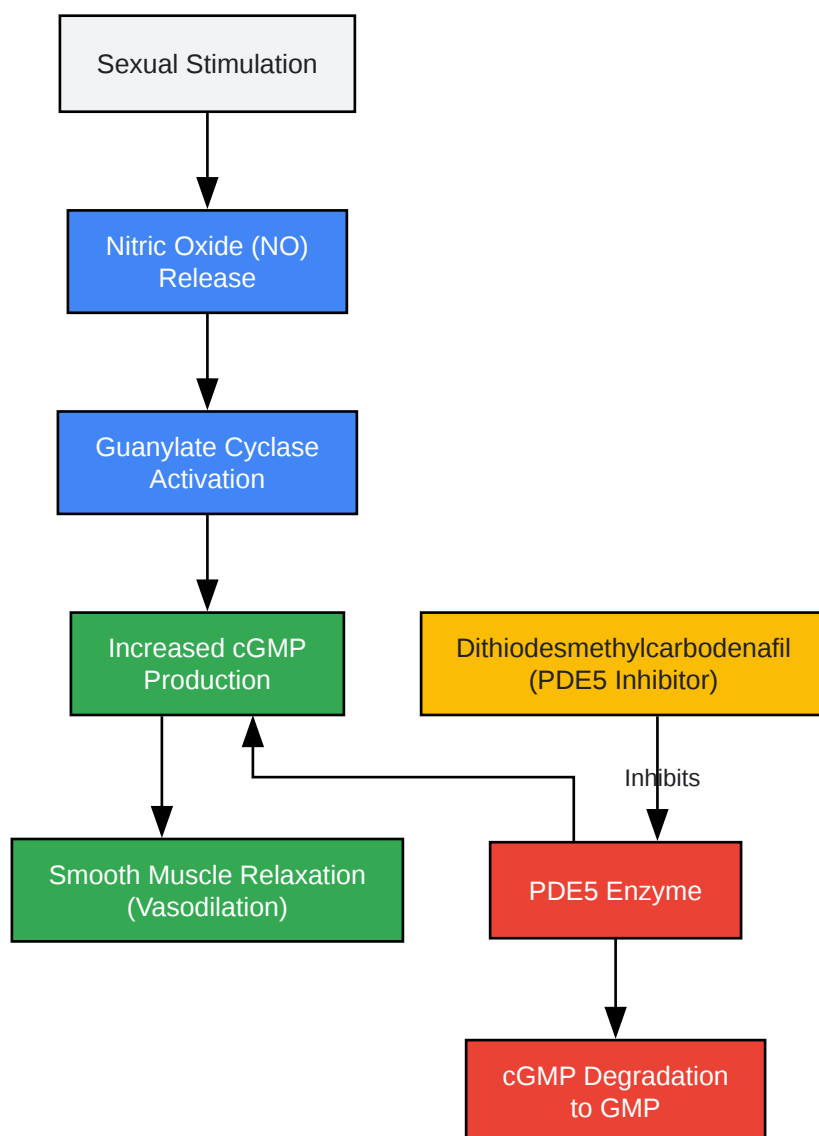 Sexual Stimulation
Nitric Oxide (NO)
Release
Guanylate Cyclase
Activation
Increased cGMP
Production
Dithiodesmethylcarbodenafil
(PDE5 Inhibitor)
Inhibits
Smooth Muscle Relaxation
(Vasodilation)
PDE5 Enzyme
cGMP Degradation
to GMP